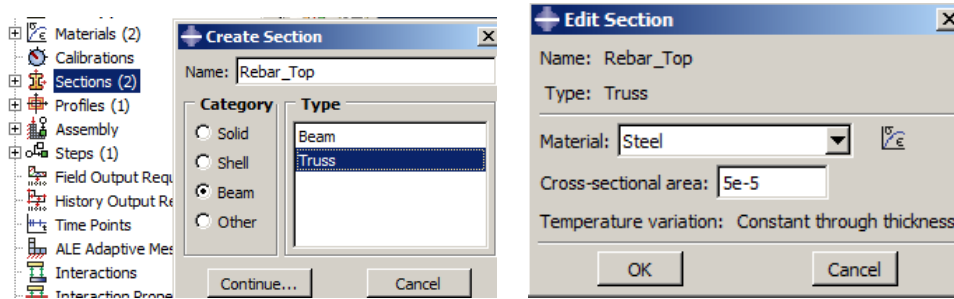 Materials (2)
Calibrations
Sections (2)
Profiles (1)
Assembly
Steps (1)
Field Output Requ
History Output Re
Time Points
ALE Adaptive Mes
Interactions
Interaction Prope
Create Section
Name: Rebar_Top
Category Type
Solid
Shell
Beam
Other
Beam
Truss
Continue... Cancel
Edit Section
Name: Rebar_Top
Type: Truss
Material: Steel
Cross-sectional area: 5e-5
Temperature variation: Constant through thickness
OK Cancel